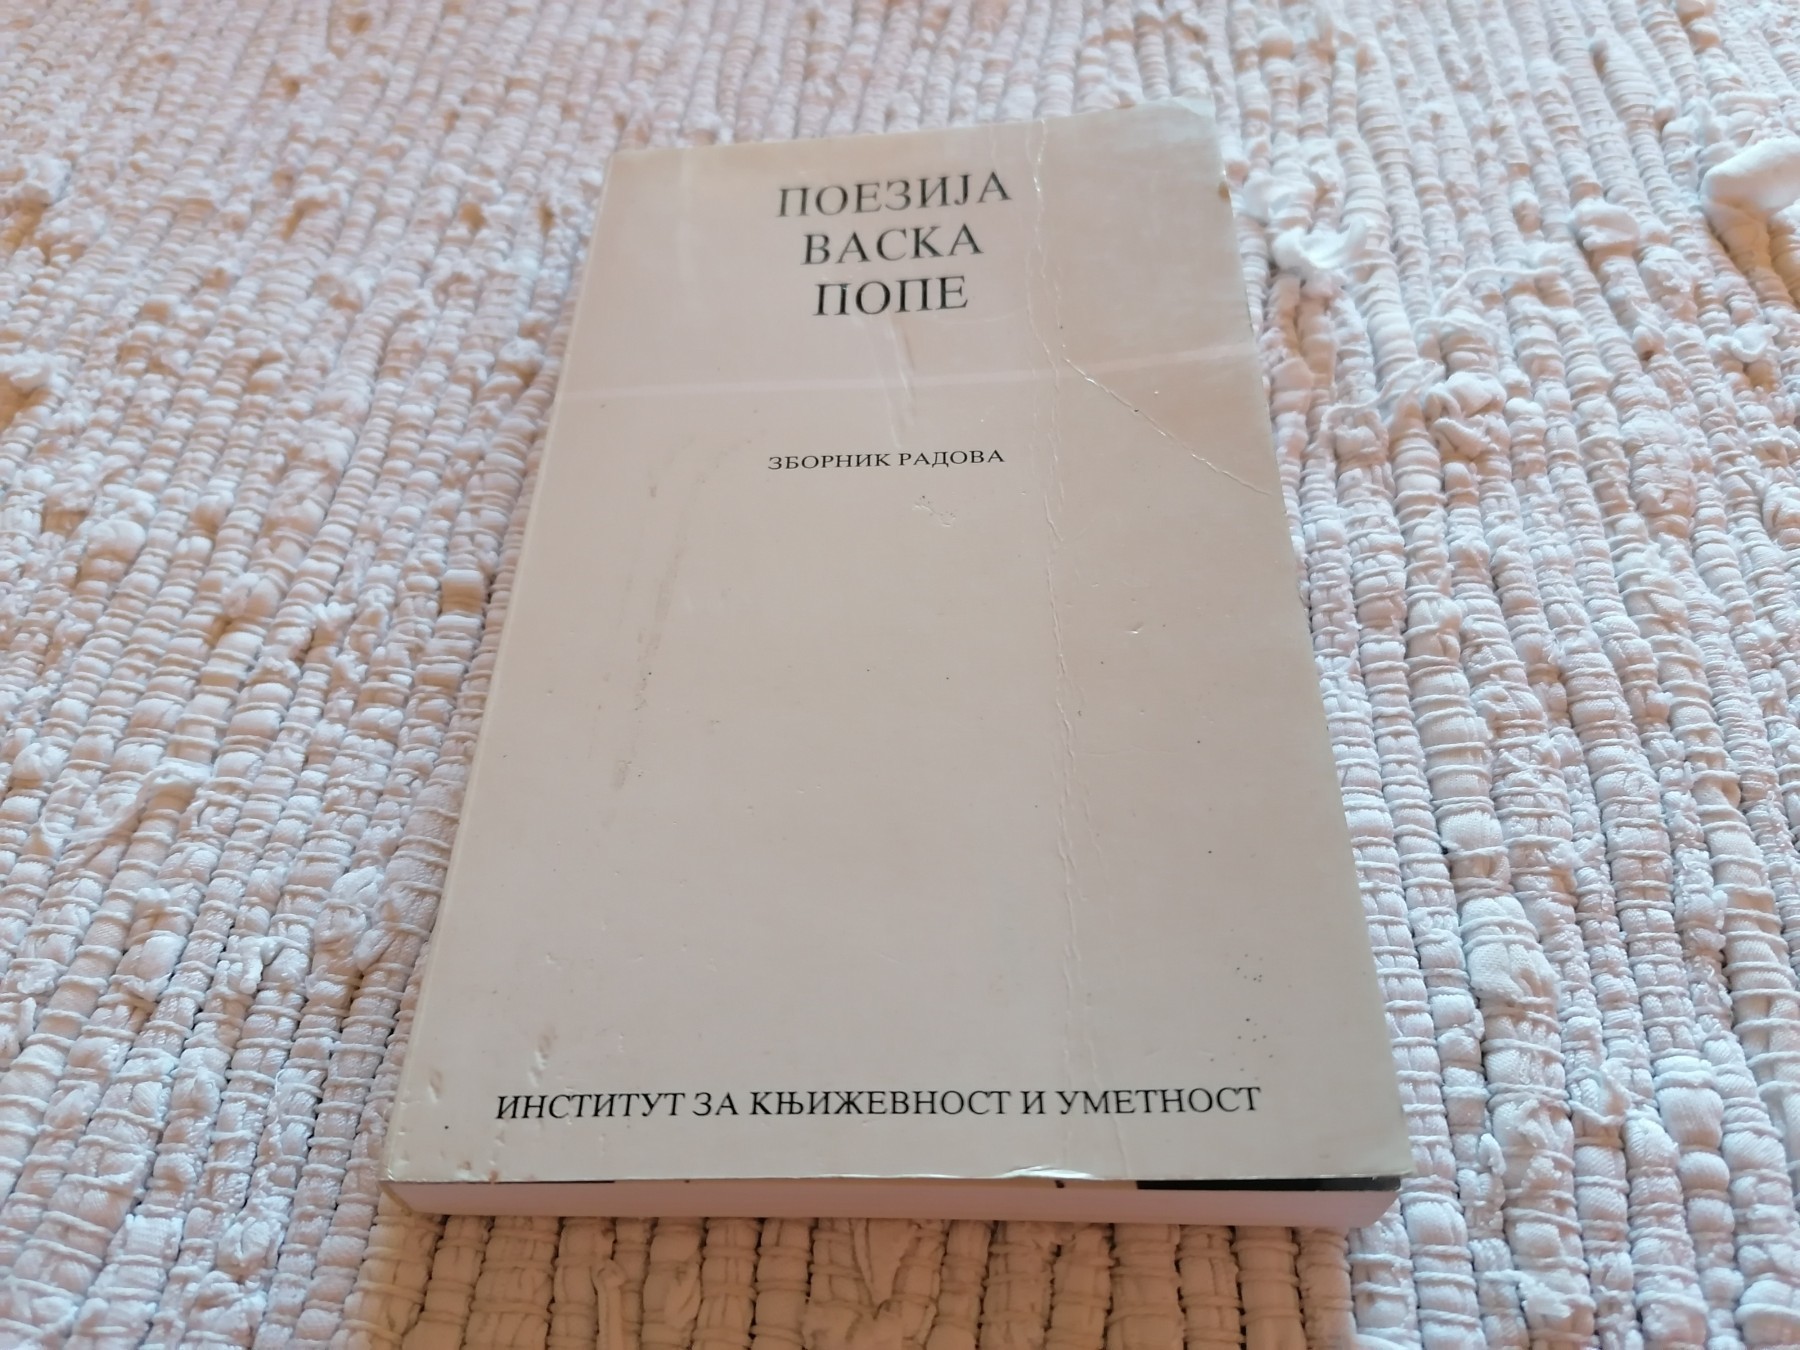 ПОЕЗИЈА
ВАСКА
ПОПЕ
ЗБОРНИК РАДОВА
ИНСТИТУТ ЗА КЊИЖЕВНОСТ И УМЕТНОСТ